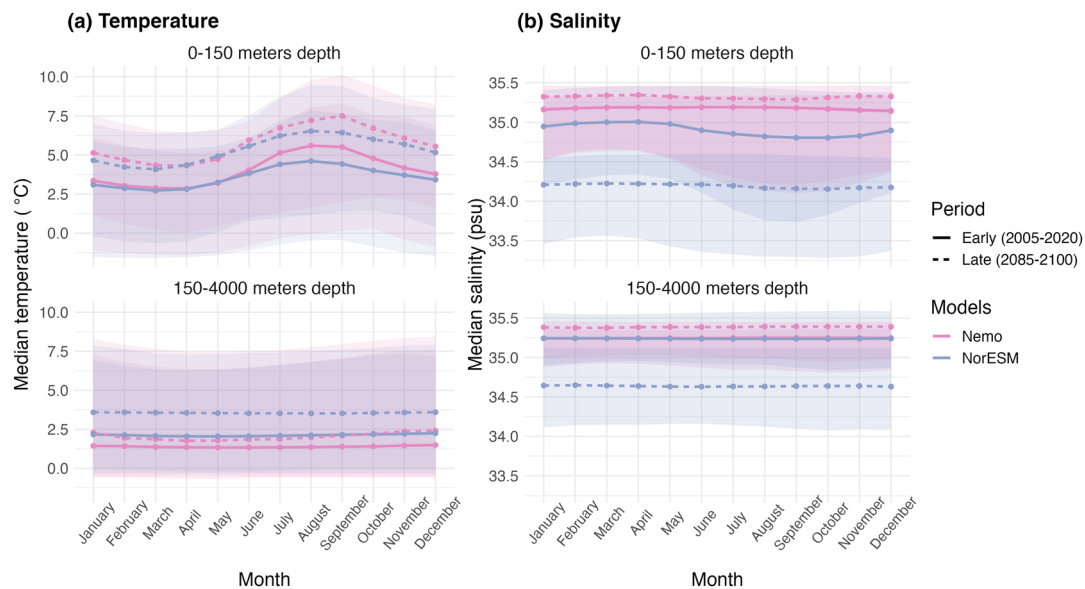 (a) Temperature
0-150 meters depth
10.0
7.5
5.0
2.5
0.0
150-4000 meters depth
10.0
7.5
5.0
2.5
0.0
Median temperature ( °C)
January
February
March
April
May
June
July
August
September
October
November
December
Month
(b) Salinity
0-150 meters depth
35.5
35.0
34.5
34.0
33.5
150-4000 meters depth
35.5
35.0
34.5
34.0
33.5
Median salinity (psu)
January
February
March
April
May
June
July
August
September
October
November
December
Month
Period
Early (2005-2020)
Late (2085-2100)
Models
Nemo
NorESM